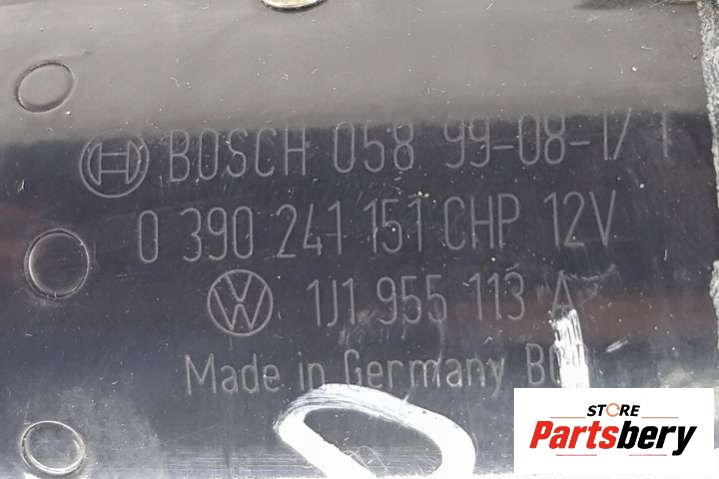 BOSCH 058 99-08-17 1
0 390 241 151 CHP 12V
1J1 955 113 A
Made in Germany
STORE
Partsbery